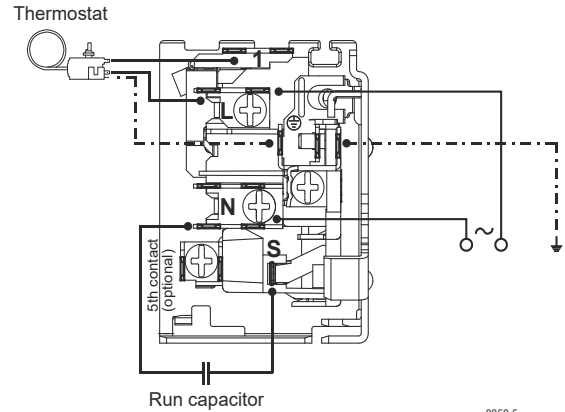 Thermostat
1
L
N
S
~
5th contact
(optional)
Run capacitor